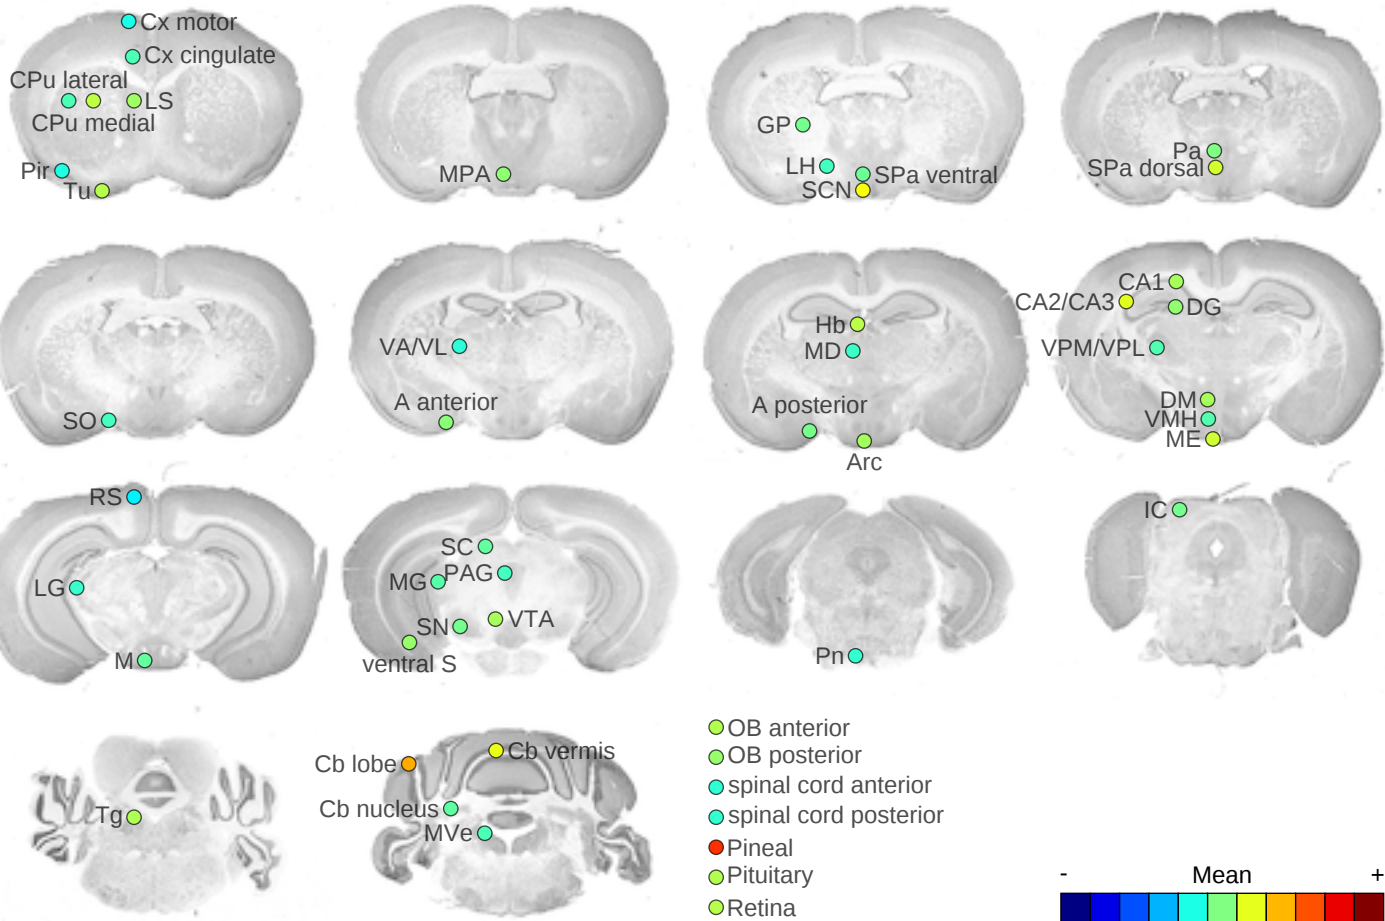 Cx motor
Cx cingulate
CPu lateral
LS
CPu medial
Pir
Tu
MPA
GP
LH
SPa ventral
SCN
Pa
SPa dorsal
SO
VA/VL
A anterior
Hb
MD
A posterior
Arc
CA1
CA2/CA3
DG
VPM/VPL
DM
VMH
ME
RS
LG
M
SC
MG
PAG
SN
VTA
ventral S
Pn
IC
Tg
Cb lobe
Cb vermis
Cb nucleus
MVe
OB anterior
OB posterior
spinal cord anterior
spinal cord posterior
Pineal
Pituitary
Retina
- Mean +